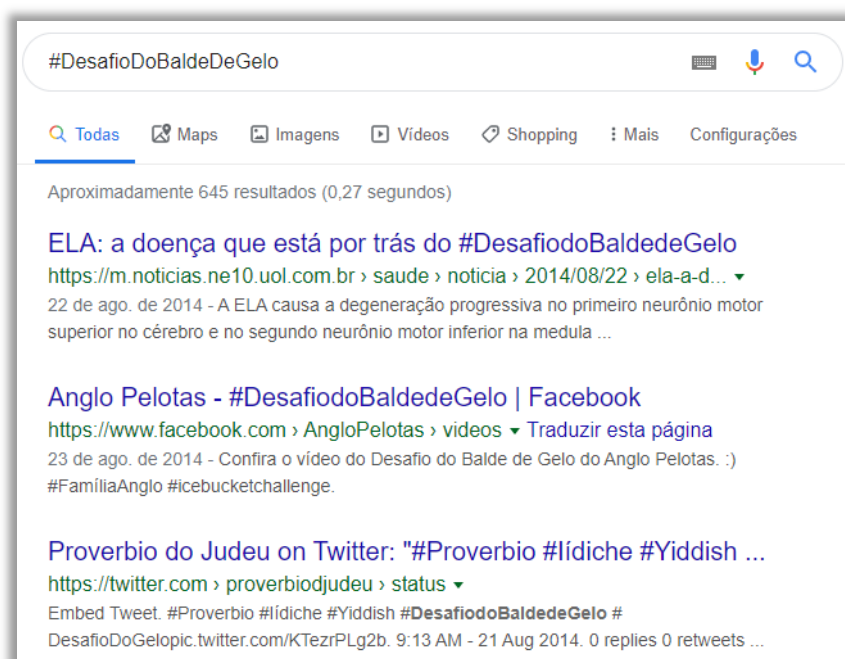 #DesafioDoBaldeDeGelo
Todas Maps Imagens Vídeos Shopping Mais Configurações
Aproximadamente 645 resultados (0,27 segundos)
ELA: a doença que está por trás do #DesafiodoBaldedeGelo
https://m.noticias.ne10.uol.com.br › saude › noticia › 2014/08/22 › ela-a-d...
22 de ago. de 2014 - A ELA causa a degeneração progressiva no primeiro neurônio motor
superior no cérebro e no segundo neurônio motor inferior na medula ...
Anglo Pelotas - #DesafiodoBaldedeGelo | Facebook
https://www.facebook.com › AngloPelotas › videos Traduzir esta página
23 de ago. de 2014 - Confira o vídeo do Desafio do Balde de Gelo do Anglo Pelotas. :)
#FamíliaAnglo #icebucketchallenge.
Proverbio do Judeu on Twitter: "#Proverbio #Iídiche #Yiddish ...
https://twitter.com › proverbiodjudeu › status
Embed Tweet. #Proverbio #Iídiche #Yiddish #DesafiodoBaldedeGelo #
DesafioDoGelopic.twitter.com/KTezrPLg2b. 9:13 AM - 21 Aug 2014. 0 replies 0 retweets ...